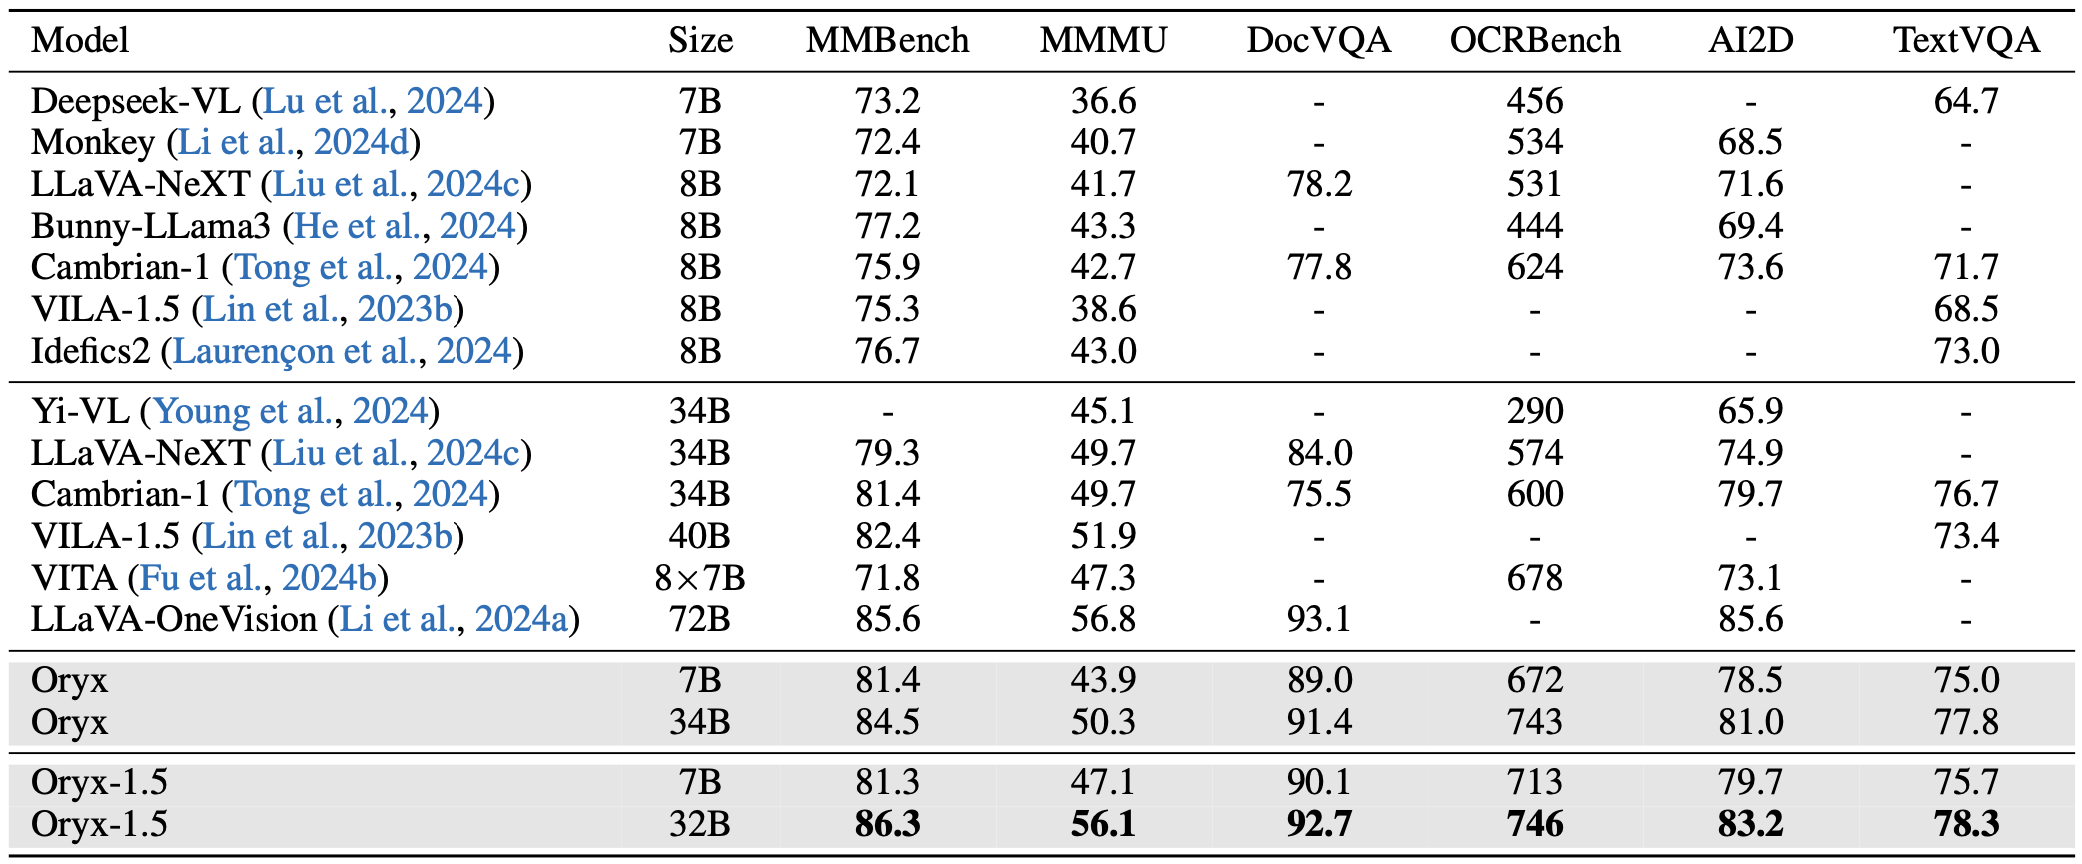 Model Size MMBench MMMU DocVQA OCRBench AI2D TextVQA
Deepseek-VL (Lu et al., 2024) 7B 73.2 36.6 - 456 - 64.7
Monkey (Li et al., 2024d) 7B 72.4 40.7 - 534 68.5 -
LLaVA-NeXT (Liu et al., 2024c) 8B 72.1 41.7 78.2 531 71.6 -
Bunny-LLama3 (He et al., 2024) 8B 77.2 43.3 - 444 69.4 -
Cambrian-1 (Tong et al., 2024) 8B 75.9 42.7 77.8 624 73.6 71.7
VILA-1.5 (Lin et al., 2023b) 8B 75.3 38.6 - - - 68.5
Idefics2 (Laurençon et al., 2024) 8B 76.7 43.0 - - - 73.0
Yi-VL (Young et al., 2024) 34B - 45.1 - 290 65.9 -
LLaVA-NeXT (Liu et al., 2024c) 34B 79.3 49.7 84.0 574 74.9 -
Cambrian-1 (Tong et al., 2024) 34B 81.4 49.7 75.5 600 79.7 76.7
VILA-1.5 (Lin et al., 2023b) 40B 82.4 51.9 - - - 73.4
VITA (Fu et al., 2024b) 8×7B 71.8 47.3 - 678 73.1 -
LLaVA-OneVision (Li et al., 2024a) 72B 85.6 56.8 93.1 - 85.6 -
Oryx 7B 81.4 43.9 89.0 672 78.5 75.0
Oryx 34B 84.5 50.3 91.4 743 81.0 77.8
Oryx-1.5 7B 81.3 47.1 90.1 713 79.7 75.7
Oryx-1.5 32B 86.3 56.1 92.7 746 83.2 78.3